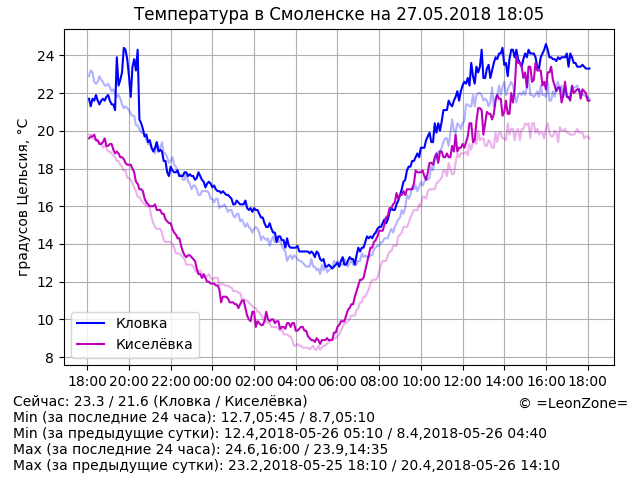 Температура в Смоленске на 27.05.2018 18:05
градусов Цельсия, °C
24
22
20
18
16
14
12
10
8
Кловка
Киселёвка
18:00 20:00 22:00 00:00 02:00 04:00 06:00 08:00 10:00 12:00 14:00 16:00 18:00
Сейчас: 23.3 / 21.6 (Кловка / Киселёвка)
© =LeonZone=
Min (за последние 24 часа): 12.7,05:45 / 8.7,05:10
Min (за предыдущие сутки): 12.4,2018-05-26 05:10 / 8.4,2018-05-26 04:40
Max (за последние 24 часа): 24.6,16:00 / 23.9,14:35
Max (за предыдущие сутки): 23.2,2018-05-25 18:10 / 20.4,2018-05-26 14:10